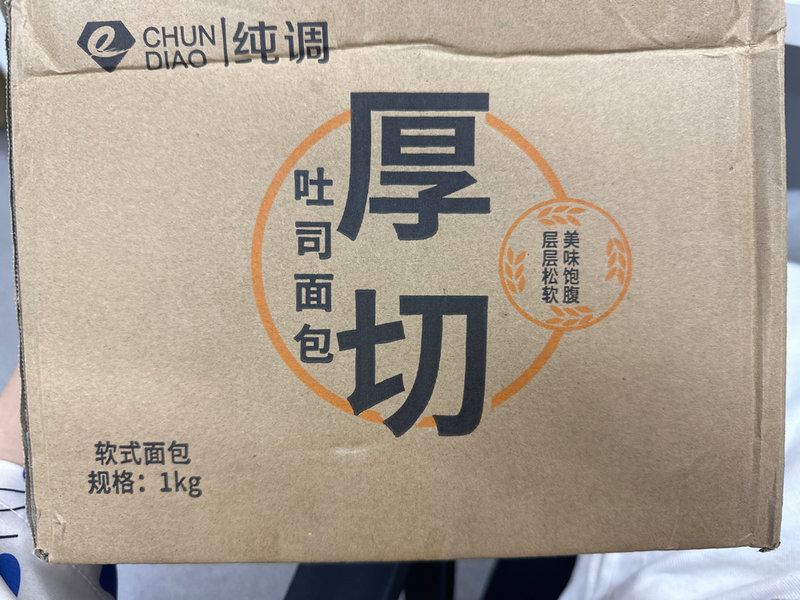 CHUN
DIAO
纯调
厚切
吐司面包
美味饱腹
层层松软
软式面包
规格：1kg